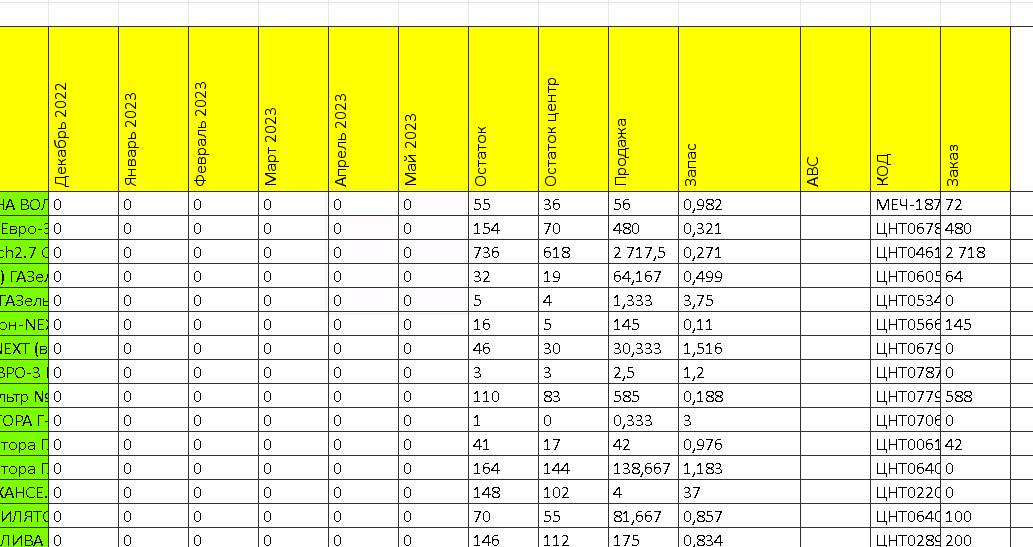 Декабрь 2022 Январь 2023 Февраль 2023 Март 2023 Апрель 2023 Май 2023 Остаток Остаток центр Продажа Запас АВС КОД Заказ
НА ВОЛ 0 0 0 0 0 0 55 36 56 0,982 МЕЧ-187 72
Евро-3 0 0 0 0 0 0 154 70 480 0,321 ЦНТ0678 480
ch2.7 0 0 0 0 0 0 736 618 2 717,5 0,271 ЦНТ0461 2 718
) ГАЗел 0 0 0 0 0 0 32 19 64,167 0,499 ЦНТ0605 64
ГАЗель 0 0 0 0 0 0 5 4 1,333 3,75 ЦНТ0534 0
он-NEX 0 0 0 0 0 0 16 5 145 0,11 ЦНТ0566 145
NEXT (в 0 0 0 0 0 0 46 30 30,333 1,516 ЦНТ0679 0
ВРО-3 0 0 0 0 0 0 3 3 2,5 1,2 ЦНТ0787 0
льтр № 0 0 0 0 0 0 110 83 585 0,188 ЦНТ0779 588
ТОРА Г- 0 0 0 0 0 0 1 0 0,333 3 ЦНТ0706 0
тора Г 0 0 0 0 0 0 41 17 42 0,976 ЦНТ0061 42
тора Г 0 0 0 0 0 0 164 144 138,667 1,183 ЦНТ0640 0
ХАНСЕ. 0 0 0 0 0 0 148 102 4 37 ЦНТ0220 0
ИЛЯТО 0 0 0 0 0 0 70 55 81,667 0,857 ЦНТ0640 100
ЛИВА 0 0 0 0 0 0 146 112 175 0,834 ЦНТ0289 200